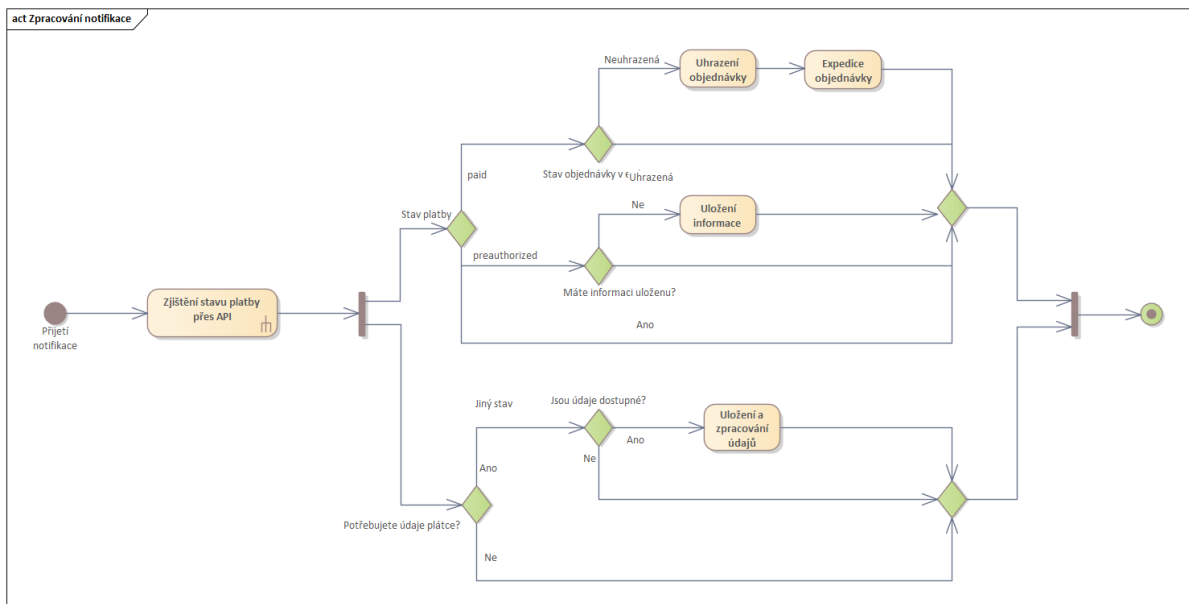 act Zpracování notifikace
Neuhrazená
Uhrazení
objednávky
Expedice
objednávky
paid
Stav objednávky v
Uhrazená
Stav platby
Ne
Uložení
informace
preauthorized
Máte informaci uloženu?
Zjištění stavu platby
přes API
Přijetí
notifikace
Ano
Jiný stav
Jsou údaje dostupné?
Uložení a
zpracování
údajů
Ano
Ne
Ano
Potřebujete údaje plátce?
Ne